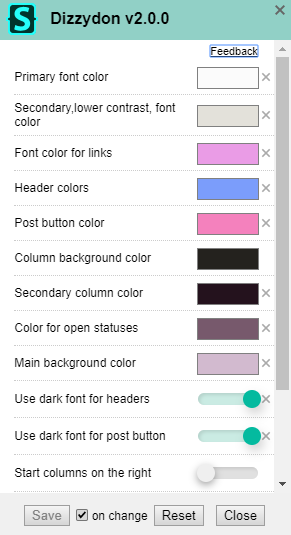 Dizzydon v2.0.0
Feedback
Primary font color
Secondary,lower contrast, font
color
Font color for links
Header colors
Post button color
Column background color
Secondary column color
Color for open statuses
Main background color
Use dark font for headers
Use dark font for post button
Start columns on the right
Save on change Reset Close